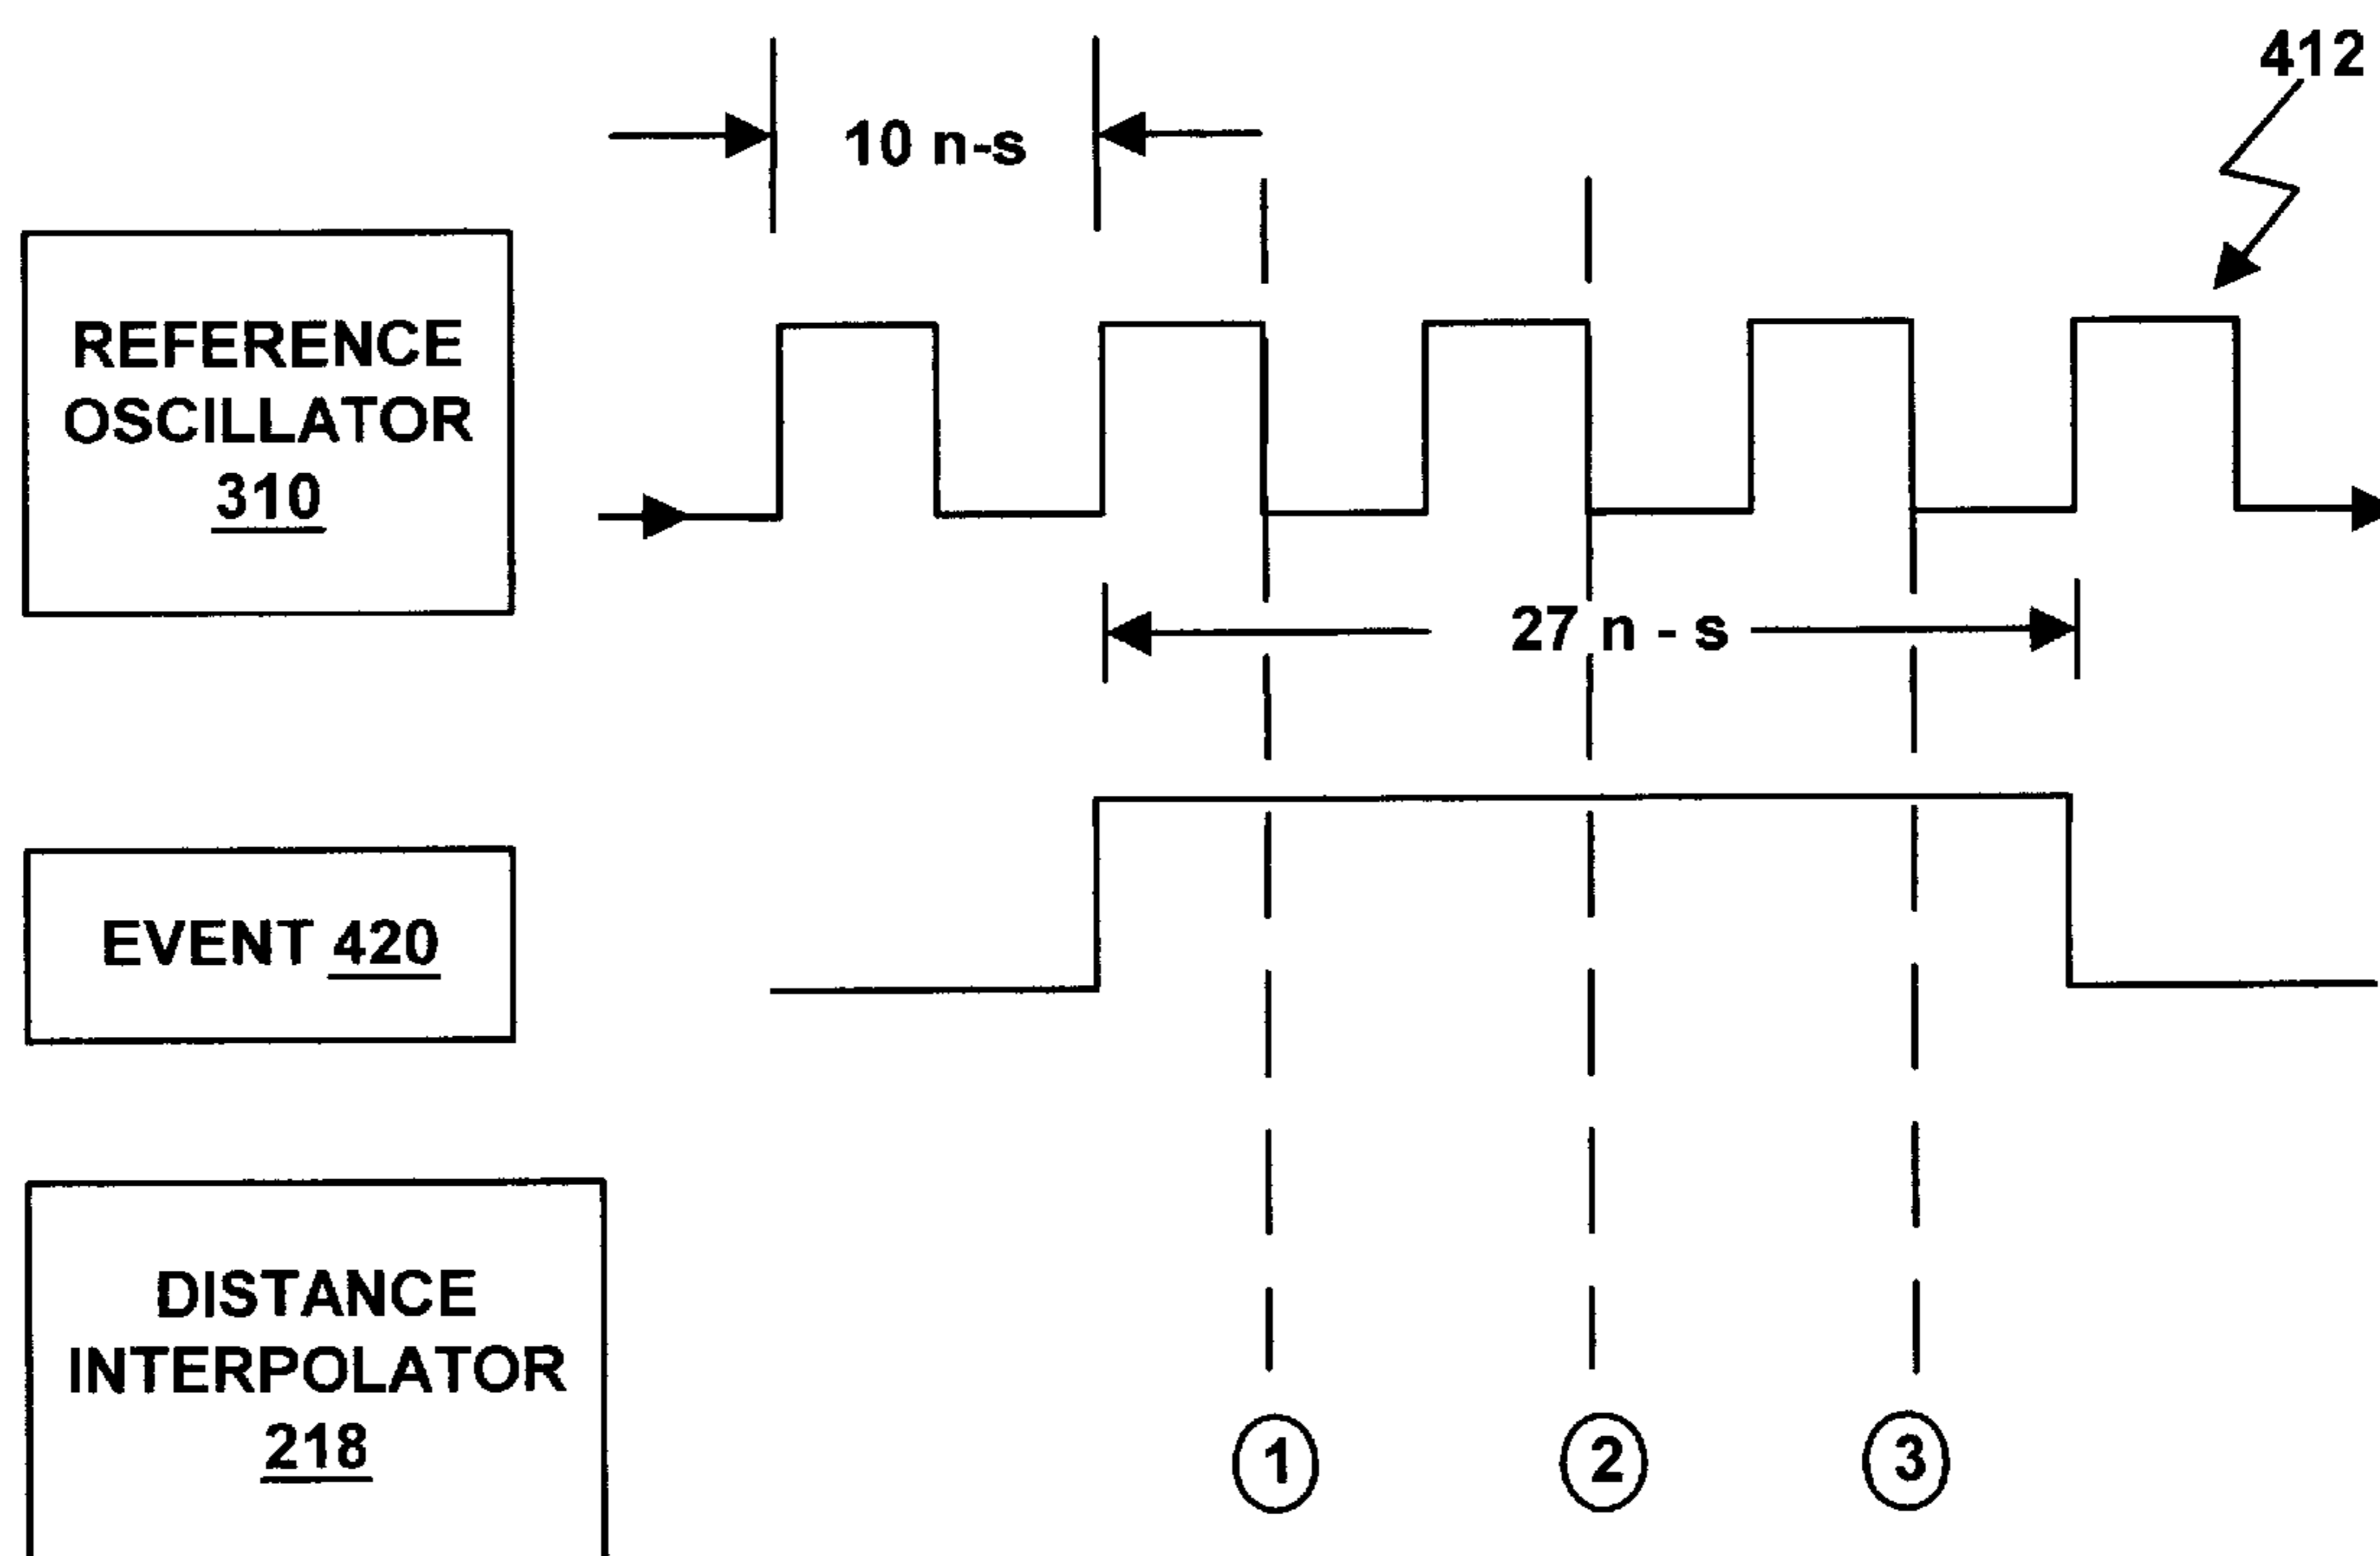 412
10 n-s
REFERENCE
OSCILLATOR
310
27 n - s
EVENT 420
DISTANCE
INTERPOLATOR
218
1
2
3